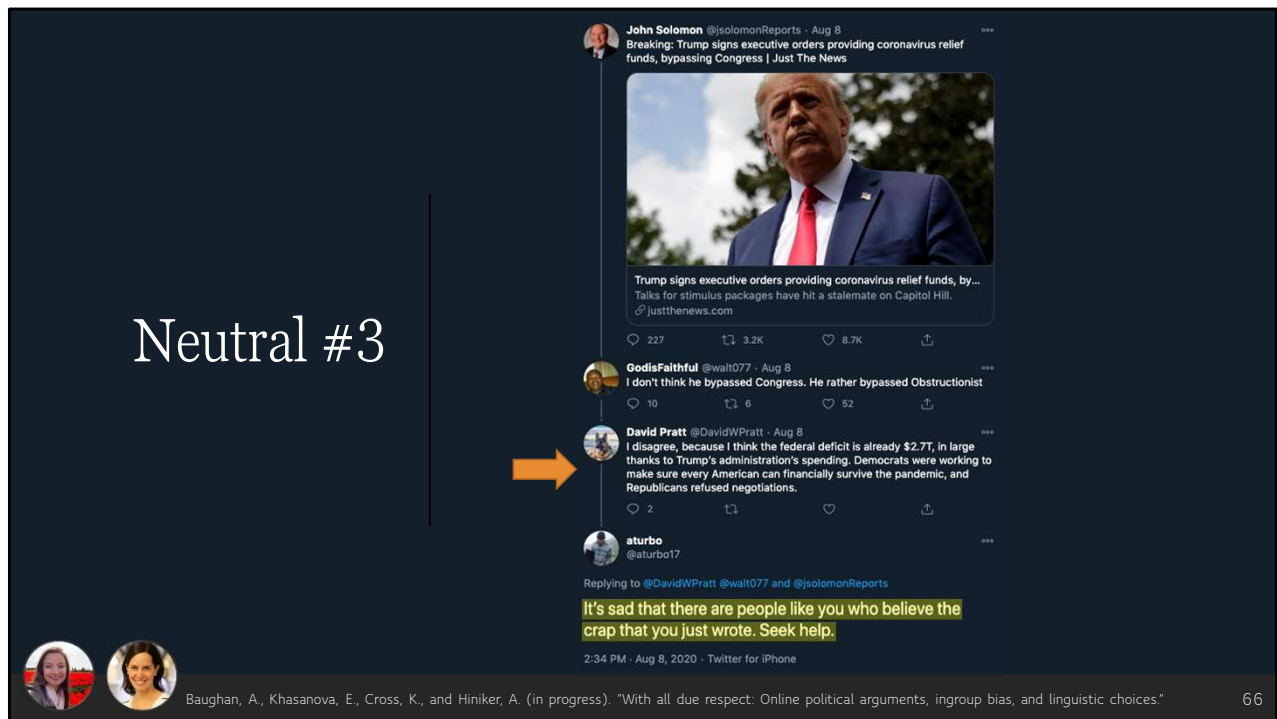 Neutral #3
John Solomon @jsolomonReports · Aug 8
Breaking: Trump signs executive orders providing coronavirus relief
funds, bypassing Congress | Just The News
Trump signs executive orders providing coronavirus relief funds, by...
Talks for stimulus packages have hit a stalemate on Capitol Hill.
justthenews.com
227 3.2K 8.7K
GodisFaithful @walt077 · Aug 8
I don't think he bypassed Congress. He rather bypassed Obstructionist
10 6 52
David Pratt @DavidWPratt · Aug 8
I disagree, because I think the federal deficit is already $2.7T, in large
thanks to Trump's administration's spending. Democrats were working to
make sure every American can financially survive the pandemic, and
Republicans refused negotiations.
2
aturbo
@aturbo17
Replying to @DavidWPratt @walt077 and @jsolomonReports
It's sad that there are people like you who believe the
crap that you just wrote. Seek help.
2:34 PM · Aug 8, 2020 · Twitter for iPhone
Baughan, A., Khasanova, E., Cross, K., and Hiniker, A. (in progress). "With all due respect: Online political arguments, ingroup bias, and linguistic choices."
66